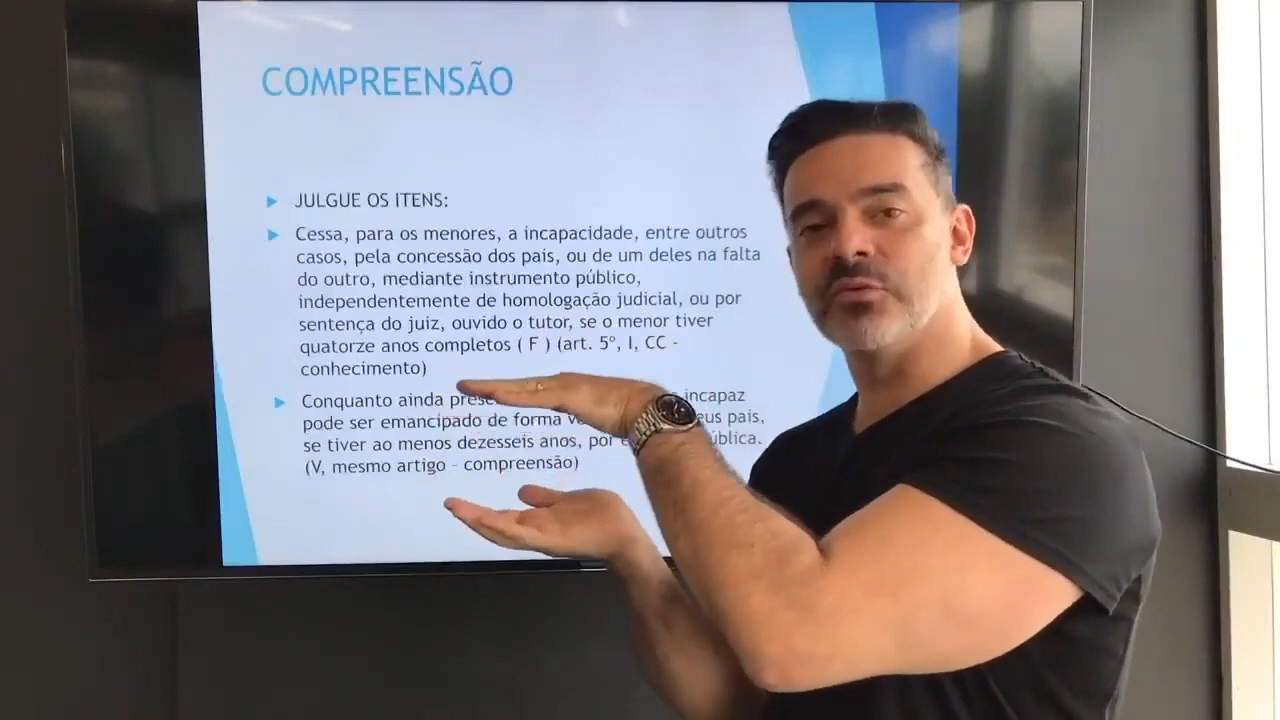 COMPREENSÃO
JULGUE OS ITENS:
Cessa, para os menores, a incapacidade, entre outros
casos, pela concessão dos pais, ou de um deles na falta
do outro, mediante instrumento público,
independentemente de homologação judicial, ou por
sentença do juiz, ouvido o tutor, se o menor tiver
quatorze anos completos ( F ) (art. 5º, I, CC -
conhecimento)
Conquanto ainda incapaz
pode ser emancipado de forma pais,
se tiver ao menos dezesseis anos, por
(V, mesmo artigo – compreensão)